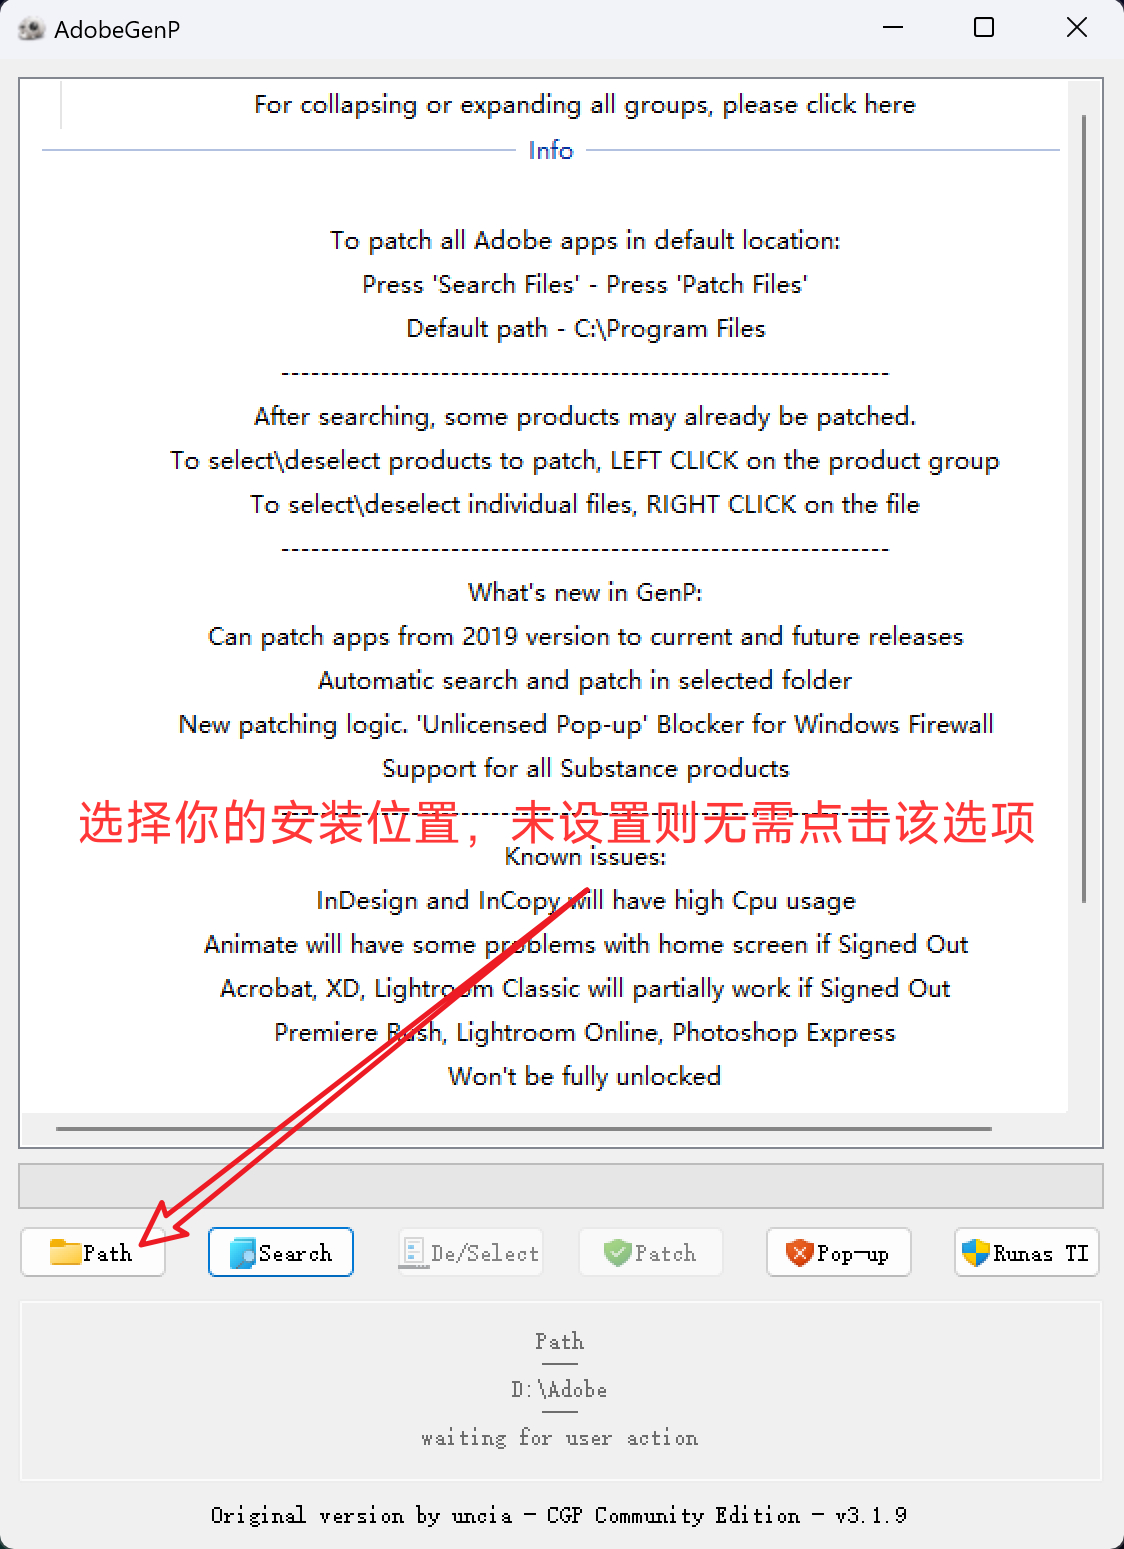 AdobeGenP
For collapsing or expanding all groups, please click here
Info
To patch all Adobe apps in default location:
Press 'Search Files' - Press 'Patch Files'
Default path - C:\Program Files
-------------------------------------------------------------
After searching, some products may already be patched.
To select\deselect products to patch, LEFT CLICK on the product group
To select\deselect individual files, RIGHT CLICK on the file
-------------------------------------------------------------
What's new in GenP:
Can patch apps from 2019 version to current and future releases
Automatic search and patch in selected folder
New patching logic. 'Unlicensed Pop-up' Blocker for Windows Firewall
Support for all Substance products
选择你的安装位置，未设置则无需点击该选项
Known issues:
InDesign and InCopy will have high Cpu usage
Animate will have some problems with home screen if Signed Out
Acrobat, XD, Lightroom Classic will partially work if Signed Out
Premiere Rush, Lightroom Online, Photoshop Express
Won't be fully unlocked
Path Search De/Select Patch Pop-up Runas TI
Path
D:\Adobe
waiting for user action
Original version by uncia - CGP Community Edition - v3.1.9